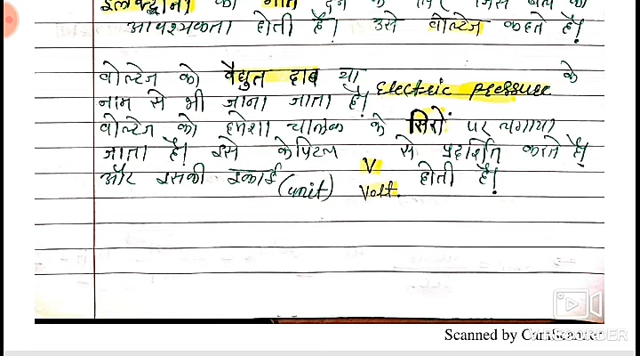 इलेक्ट्रॉनों को गति देने के लिए जिस बल की
आवश्यकता होती है। उसे वोल्टेज कहते है।
वोल्टेज को वैद्युत दाब या Electric Pressure के
नाम से भी जाना जाता है।
वोल्टेज को हमेशा चालक के सिरों पर लगाया
जाता है। इसे केपिटल V से प्रदर्शित करते है।
और इसकी इकाई (unit) Volt. होती है।
Scanned by CamScanner
RECORDER